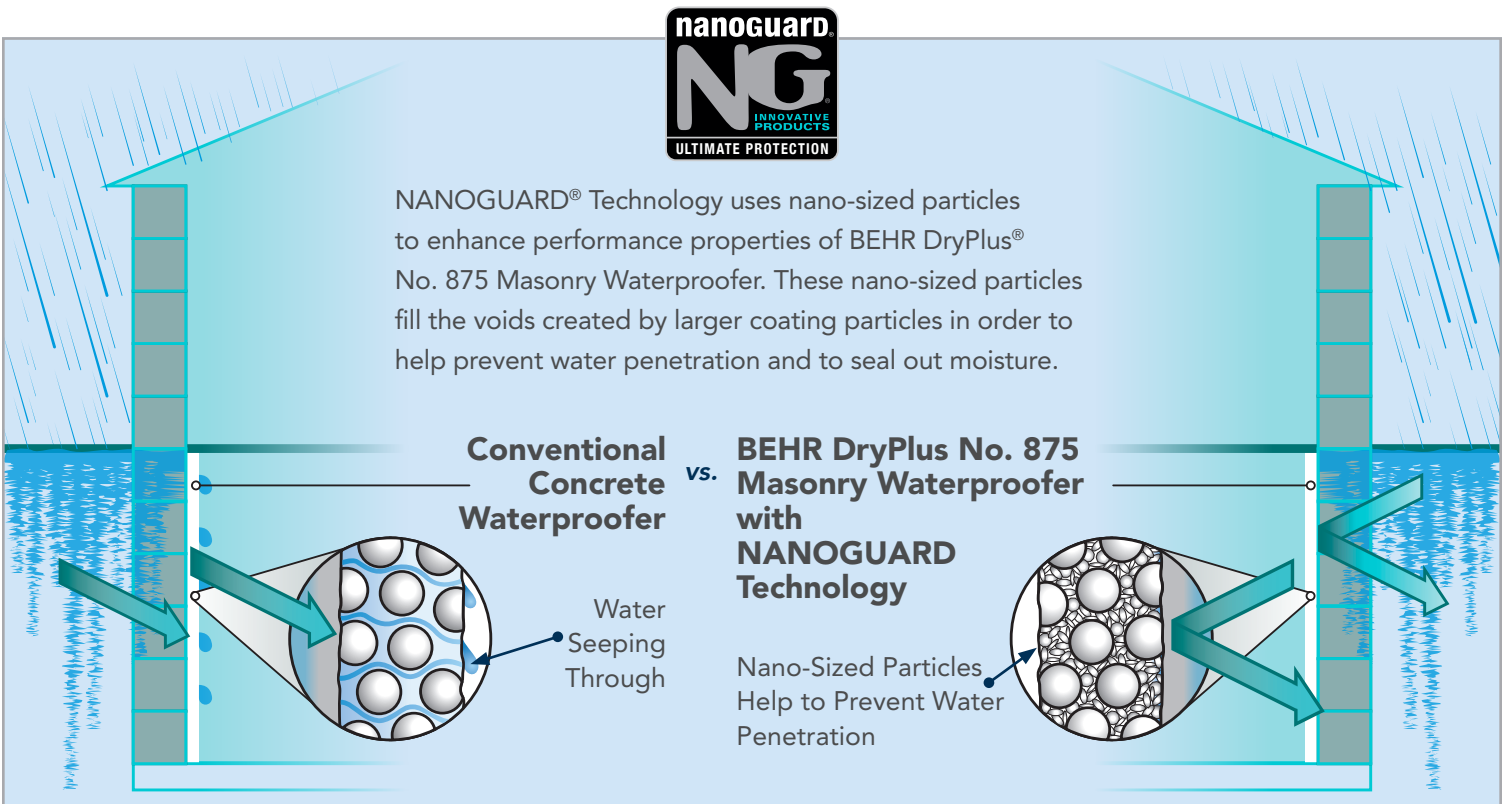 nanoGuarD®
NG®
INNOVATIVE
PRODUCTS
ULTIMATE PROTECTION
NANOGUARD® Technology uses nano-sized particles
to enhance performance properties of BEHR DryPlus®
No. 875 Masonry Waterproofer. These nano-sized particles
fill the voids created by larger coating particles in order to
help prevent water penetration and to seal out moisture.
Conventional
Concrete
Waterproofer
vs.
BEHR DryPlus No. 875
Masonry Waterproofer
with
NANOGUARD
Technology
Water
Seeping
Through
Nano-Sized Particles
Help to Prevent Water
Penetration